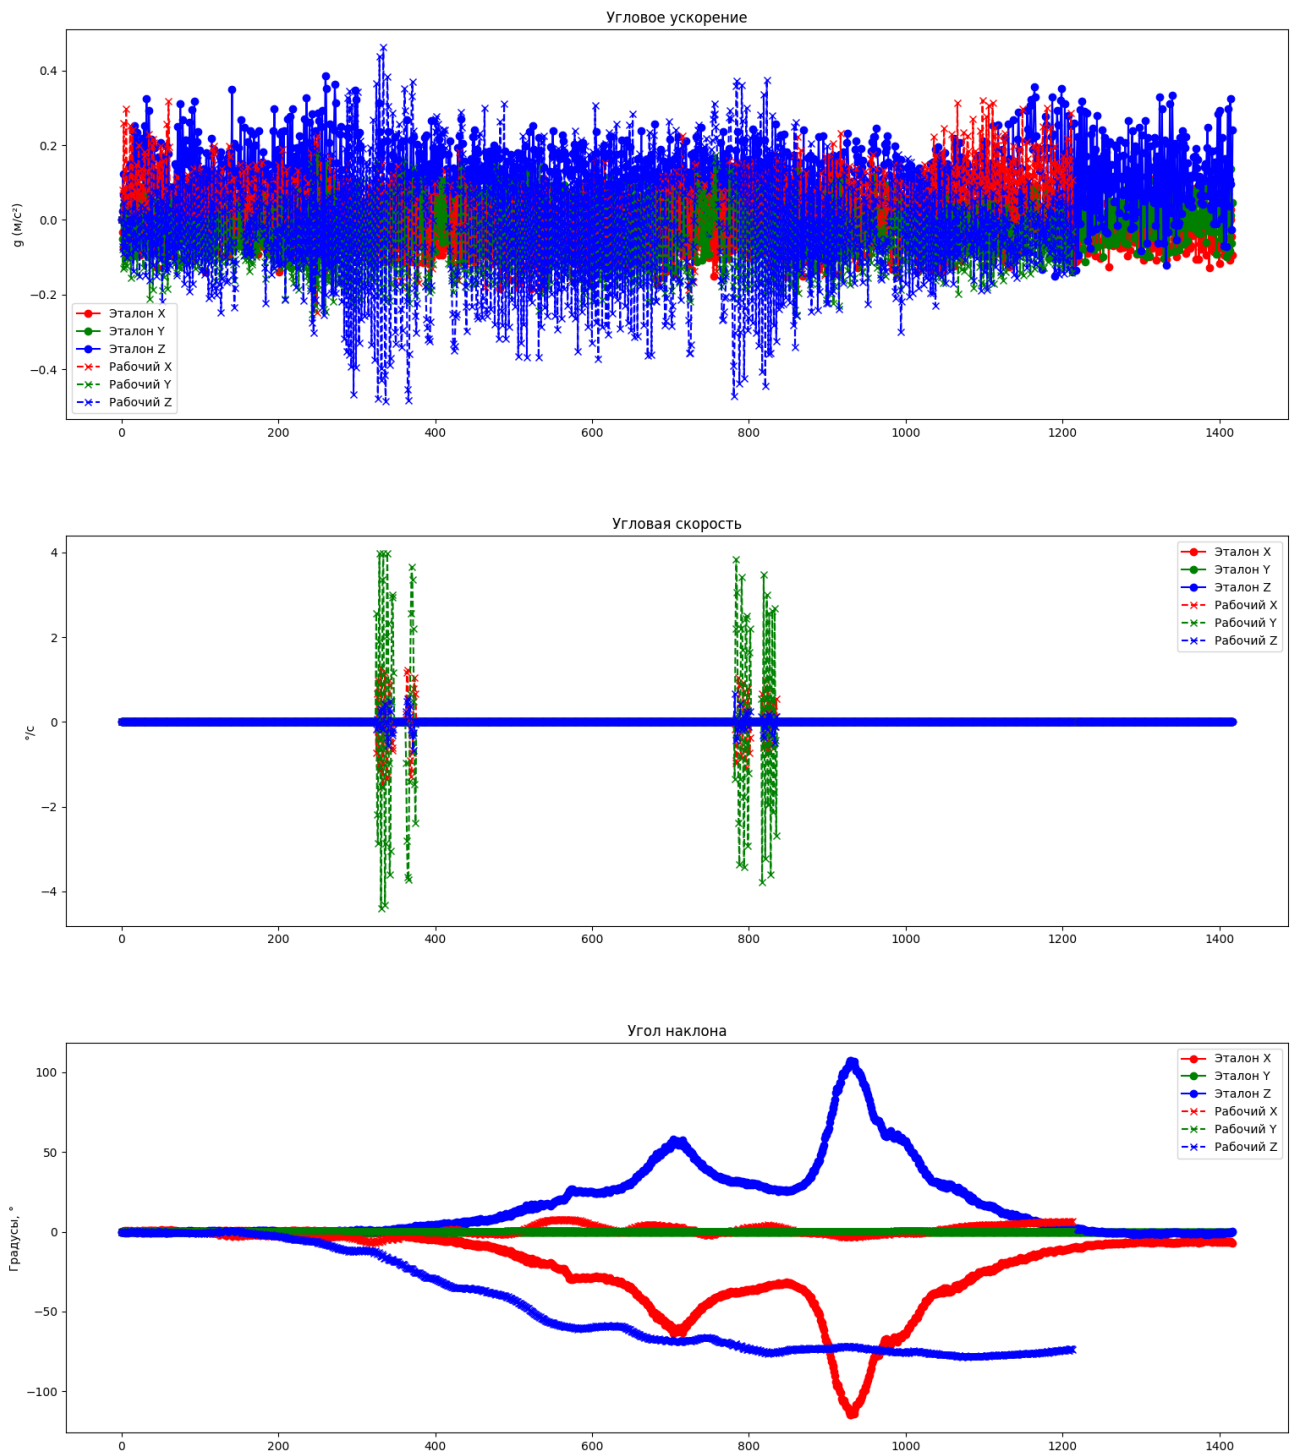 Угловое ускорение
g (м/с²)
0.4
0.2
0.0
−0.2
−0.4
Эталон X
Эталон Y
Эталон Z
Рабочий X
Рабочий Y
Рабочий Z
0 200 400 600 800 1000 1200 1400
Угловая скорость
°/с
4
2
0
−2
−4
Эталон X
Эталон Y
Эталон Z
Рабочий X
Рабочий Y
Рабочий Z
0 200 400 600 800 1000 1200 1400
Угол наклона
Градусы, °
100
50
0
−50
−100
Эталон X
Эталон Y
Эталон Z
Рабочий X
Рабочий Y
Рабочий Z
0 200 400 600 800 1000 1200 1400